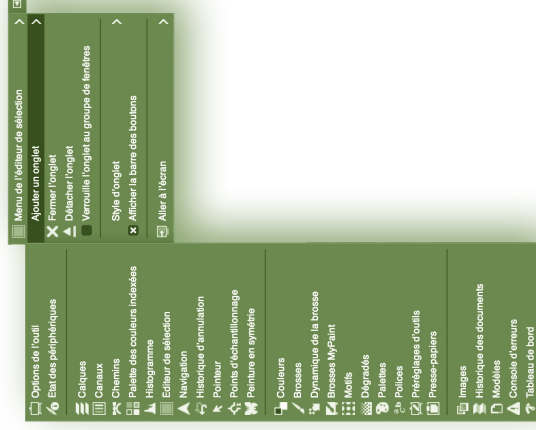 Menu de l'éditeur de sélection
Ajouter un onglet
Fermer l'onglet
Détacher l'onglet
Verrouille l'onglet au groupe de fenêtres
Style d'onglet
Afficher la barre des boutons
Aller à l'écran
Options de l'outil
Etat des périphériques
Calques
Canaux
Chemins
Palette des couleurs indexées
Histogramme
Editeur de sélection
Navigation
Historique d'annulation
Pointeur
Points d'échantillonnage
Peinture en symétrie
Couleurs
Brosses
Dynamique de la brosse
Brosses MyPaint
Motifs
Dégradés
Palettes
Polices
Préréglages d'outils
Presse-papiers
Images
Historique des documents
Modèles
Console d'erreurs
Tableau de bord